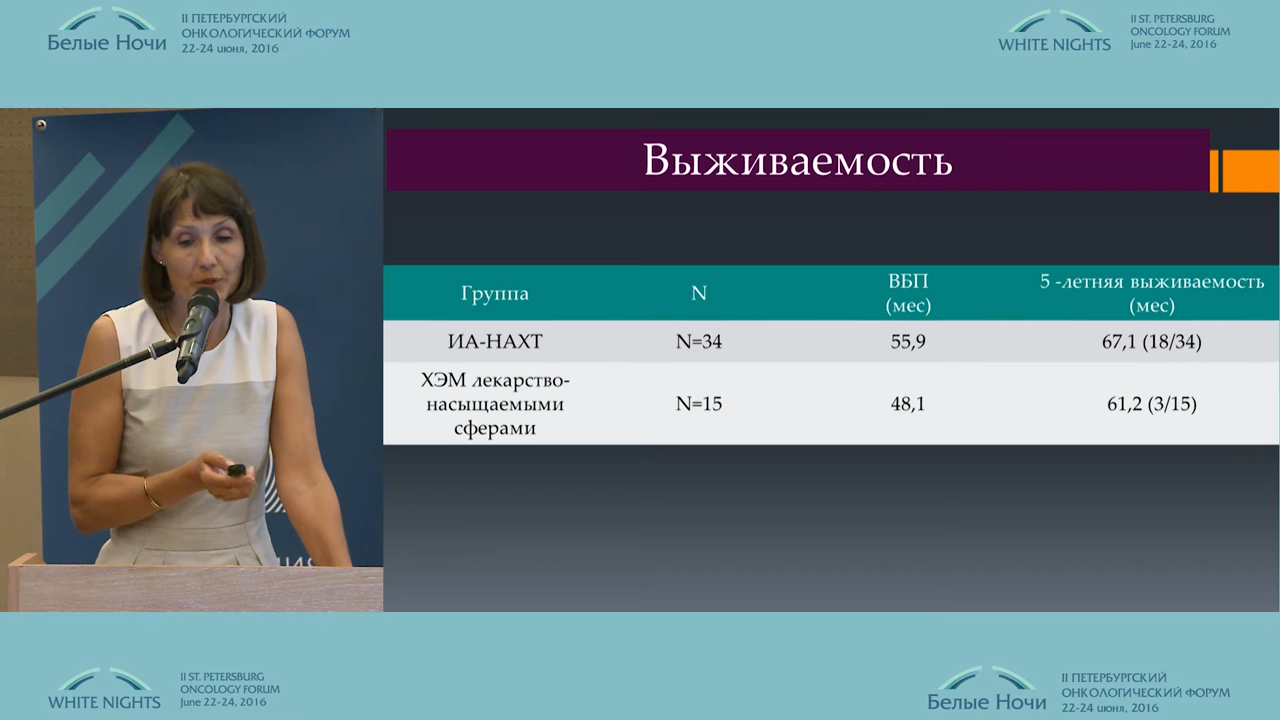 II ПЕТЕРБУРГСКИЙ
ОНКОЛОГИЧЕСКИЙ ФОРУМ
22-24 июня, 2016
Белые Ночи
WHITE NIGHTS
II ST. PETERSBURG
ONCOLOGY FORUM
June 22-24, 2016
Выживаемость
Группа
N
ВБП
(мес)
5 -летняя выживаемость
(мес)
ИА-НАХТ
N=34
55,9
67,1 (18/34)
ХЭМ лекарство-
насыщаемыми
сферами
N=15
48,1
61,2 (3/15)
WHITE NIGHTS
II ST. PETERSBURG
ONCOLOGY FORUM
June 22-24, 2016
Белые Ночи
II ПЕТЕРБУРГСКИЙ
ОНКОЛОГИЧЕСКИЙ ФОРУМ
22-24 июня, 2016